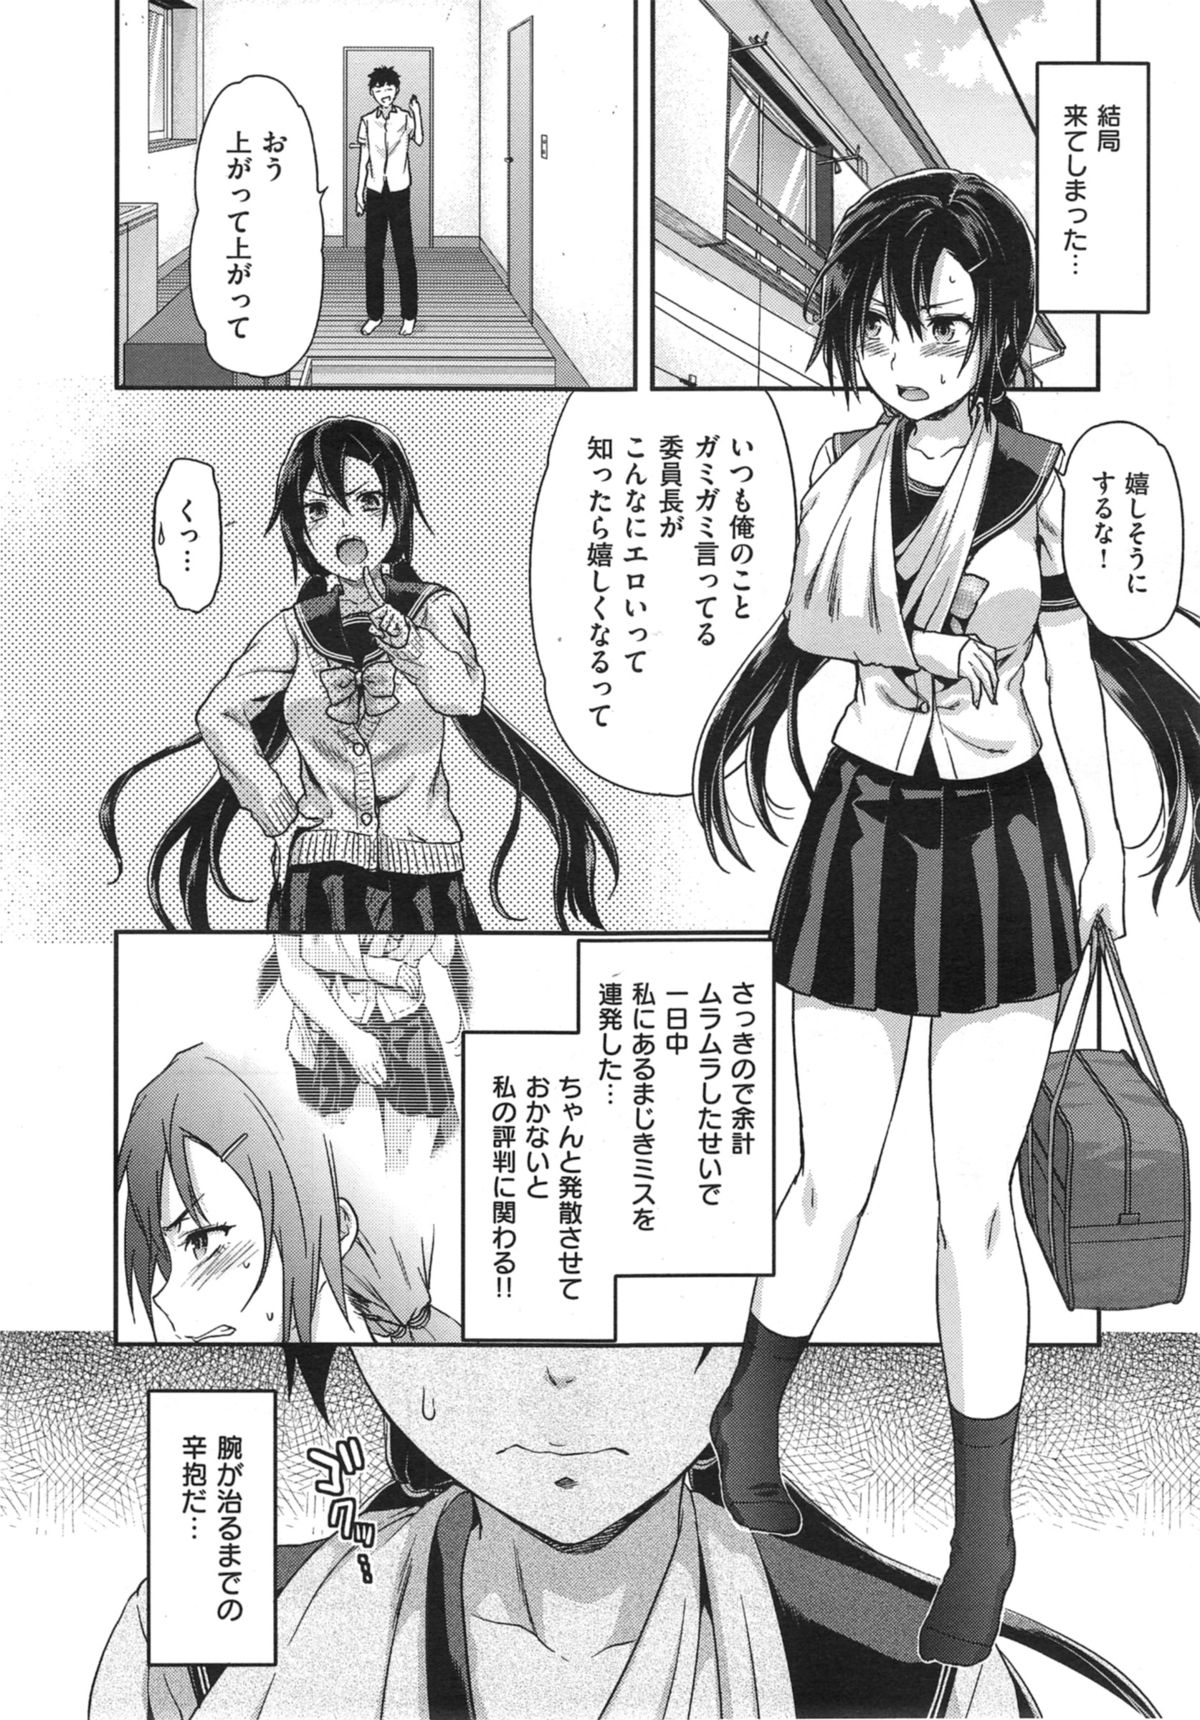 結局
来てしまった…
おう
上がって上がって
嬉しそうに
するな！
いつも俺のこと
ガミガミ言ってる
委員長が
こんなにエロいって
知ったら嬉しくなるって
くっ…
さっきので余計
ムラムラしたせいで
一日中
私にあるまじきミスを
連発した…
ちゃんと発散させて
おかないと
私の評判に関わる!!
ゴクッ…
腕が治るまでの
辛抱だ…